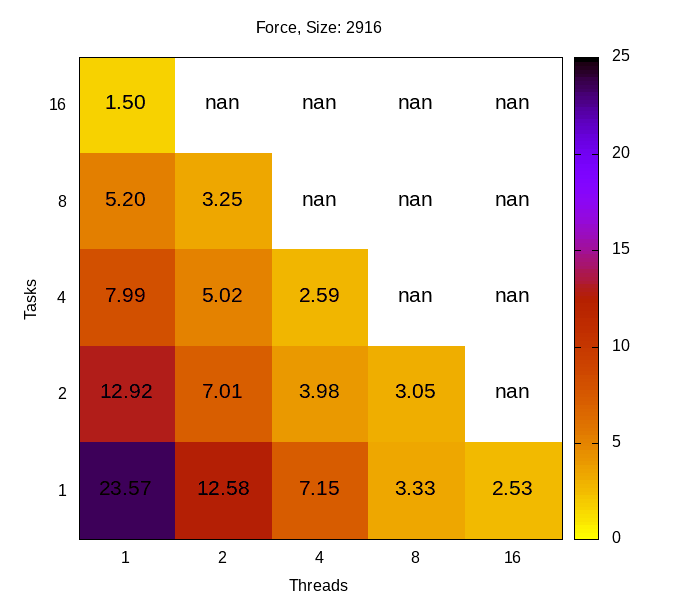 Force, Size: 2916
25
16 1.50 nan nan nan nan
20
8 5.20 3.25 nan nan nan
15
Tasks
4 7.99 5.02 2.59 nan nan
10
2 12.92 7.01 3.98 3.05 nan
5
1 23.57 12.58 7.15 3.33 2.53
0
1 2 4 8 16
Threads